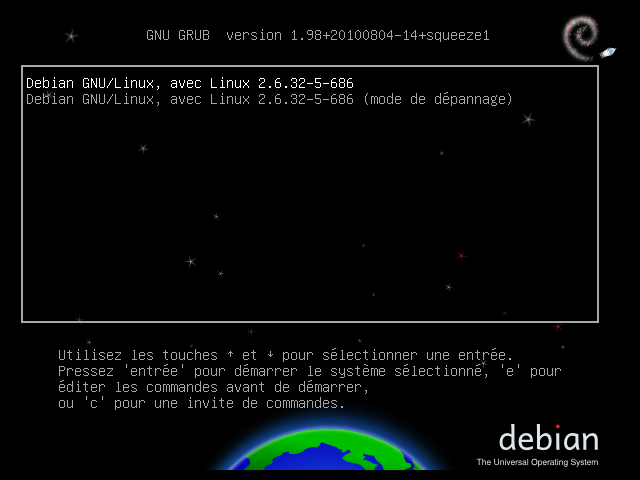 GNU GRUB  version 1.98+20100804-14+squeeze1
Debian GNU/Linux, avec Linux 2.6.32-5-686
Debian GNU/Linux, avec Linux 2.6.32-5-686 (mode de dépannage)
Utilisez les touches ↑ et ↓ pour sélectionner une entrée.
Pressez 'entrée' pour démarrer le système sélectionné, 'e' pour
éditer les commandes avant de démarrer,
ou 'c' pour une invite de commandes.
debian
The Universal Operating System